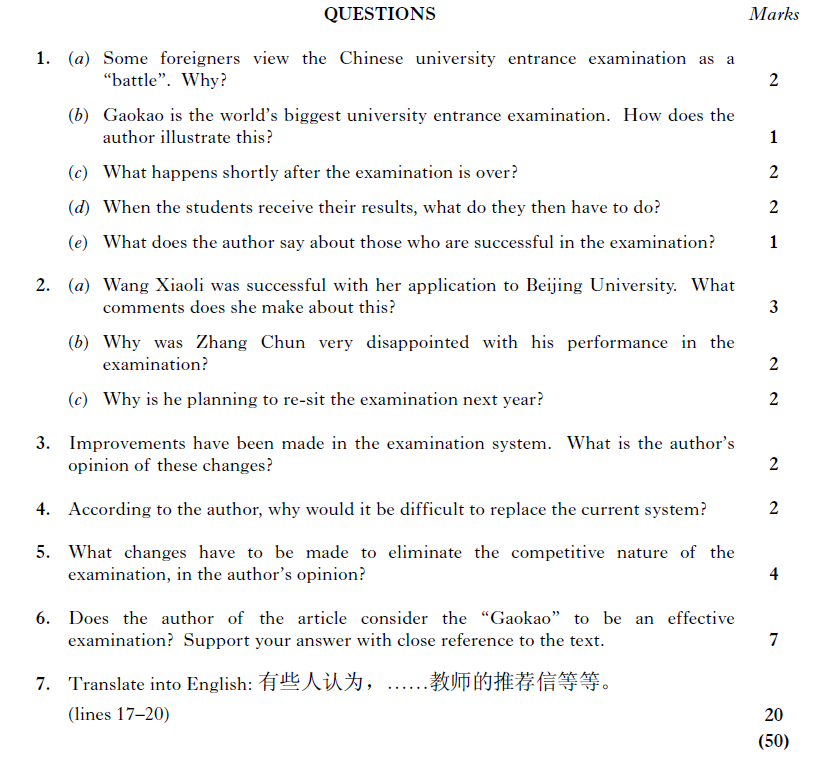 QUESTIONS Marks
1. (a) Some foreigners view the Chinese university entrance examination as a
“battle”. Why? 2
(b) Gaokao is the world’s biggest university entrance examination. How does the
author illustrate this? 1
(c) What happens shortly after the examination is over? 2
(d) When the students receive their results, what do they then have to do? 2
(e) What does the author say about those who are successful in the examination? 1
2. (a) Wang Xiaoli was successful with her application to Beijing University. What
comments does she make about this? 3
(b) Why was Zhang Chun very disappointed with his performance in the
examination? 2
(c) Why is he planning to re-sit the examination next year? 2
3. Improvements have been made in the examination system. What is the author’s
opinion of these changes? 2
4. According to the author, why would it be difficult to replace the current system? 2
5. What changes have to be made to eliminate the competitive nature of the
examination, in the author’s opinion? 4
6. Does the author of the article consider the “Gaokao” to be an effective
examination? Support your answer with close reference to the text. 7
7. Translate into English: 有些人认为，……教师的推荐信等等。
(lines 17–20) 20
(50)